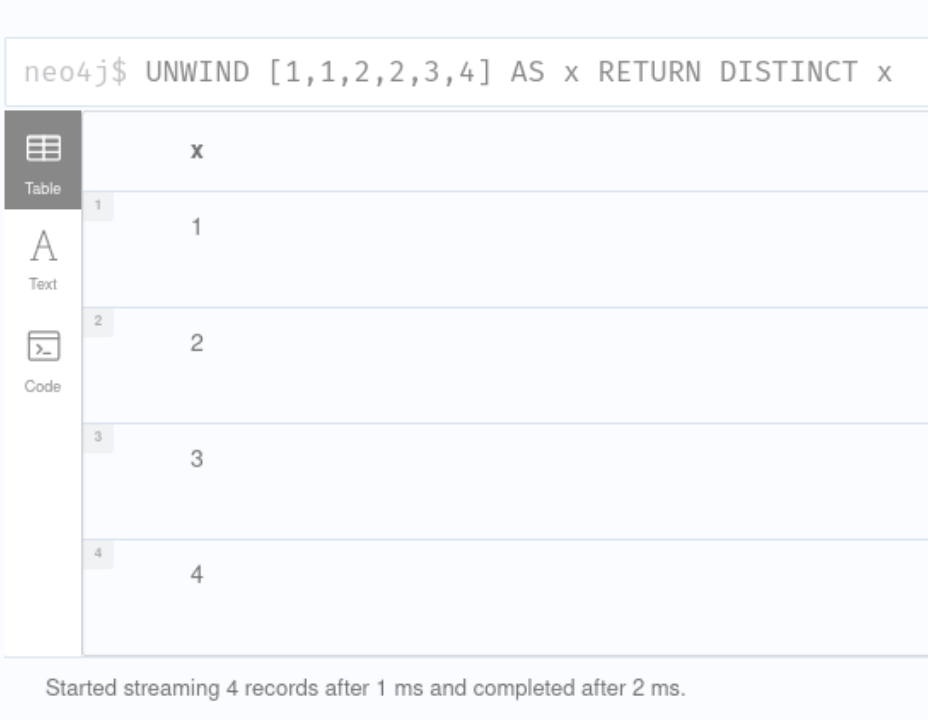 neo4j$ UNWIND [1,1,2,2,3,4] AS x RETURN DISTINCT x
Table
Text
Code
x
1
1
2
2
3
3
4
4
Started streaming 4 records after 1 ms and completed after 2 ms.